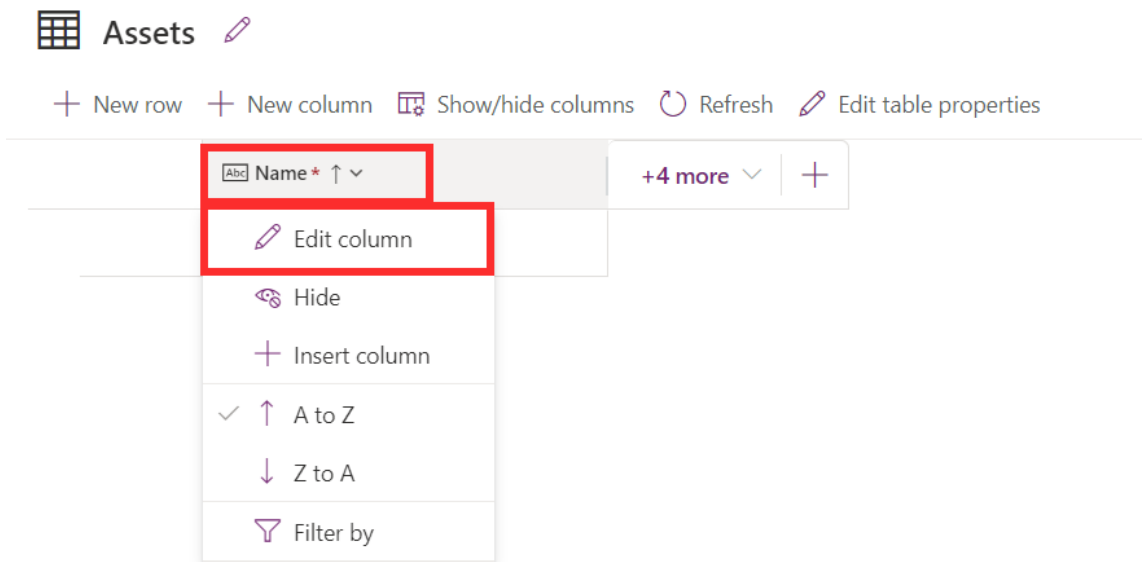 Assets
New row New column Show/hide columns Refresh Edit table properties
Abc Name * +4 more
Edit column
Hide
Insert column
A to Z
Z to A
Filter by